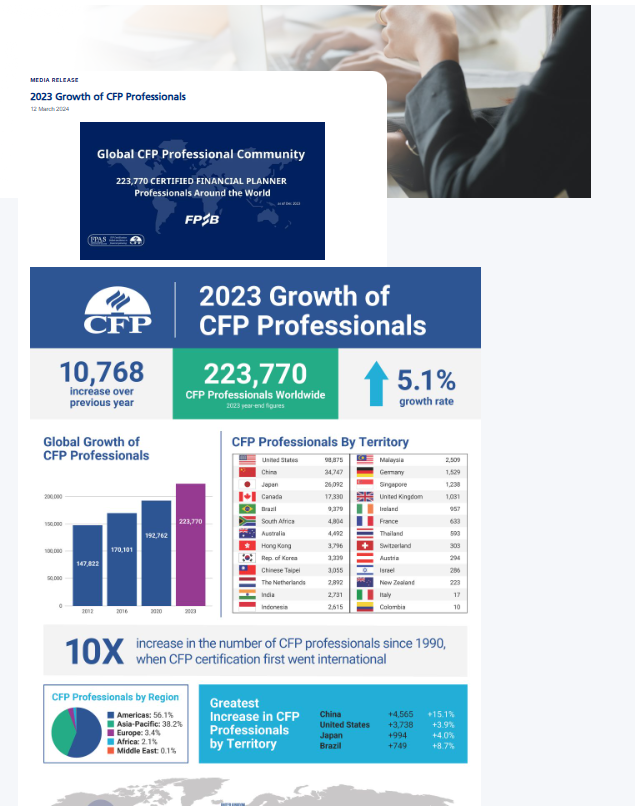 MEDIA RELEASE
2023 Growth of CFP Professionals
12 March 2024
Global CFP Professional Community
223,770 CERTIFIED FINANCIAL PLANNER
Professionals Around the World
as of Dec 2023
FPSB
FPAS
CFP
2023 Growth of
CFP Professionals
10,768
increase over
previous year
223,770
CFP Professionals Worldwide
2023 year-end figures
5.1%
growth rate
Global Growth of
CFP Professionals
200,000
150,000
100,000
50,000
0
147,822
170,101
192,762
223,770
2012
2016
2020
2023
CFP Professionals By Territory
United States 98,875
China 34,747
Japan 26,092
Canada 17,330
Brazil 9,379
South Africa 4,804
Australia 4,492
Hong Kong 3,796
Rep. of Korea 3,339
Chinese Taipei 3,055
The Netherlands 2,892
India 2,731
Indonesia 2,615
Malaysia 2,509
Germany 1,529
Singapore 1,238
United Kingdom 1,031
Ireland 957
France 633
Thailand 593
Switzerland 303
Austria 294
Israel 286
New Zealand 223
Italy 17
Colombia 10
10X
increase in the number of CFP professionals since 1990,
when CFP certification first went international
CFP Professionals by Region
Americas: 56.1%
Asia-Pacific: 38.2%
Europe: 3.4%
Africa: 2.1%
Middle East: 0.1%
Greatest
Increase in CFP
Professionals
by Territory
China +4,565 +15.1%
United States +3,738 +3.9%
Japan +994 +4.0%
Brazil +749 +8.7%